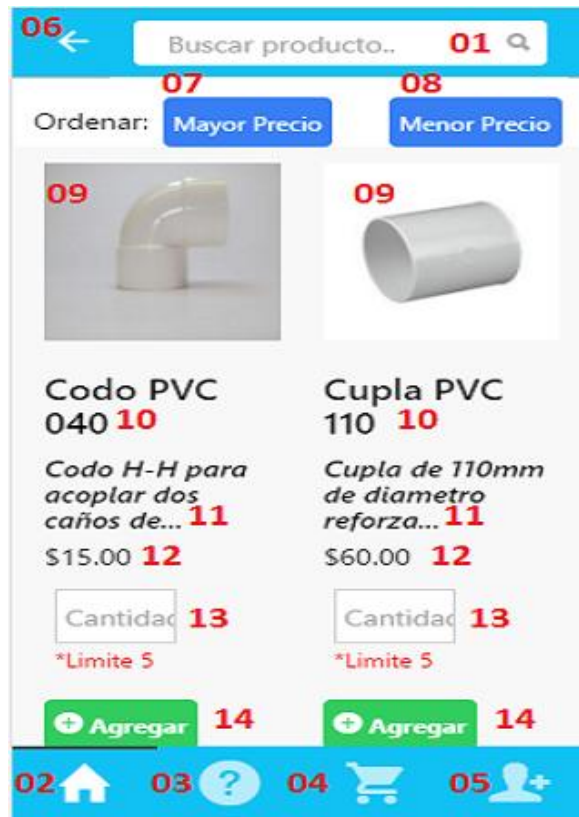 06 Buscar producto.. 01
07 08
Ordenar: Mayor Precio Menor Precio
09 09
Codo PVC
040 10
Codo H-H para
acoplar dos
caños de... 11
$15.00 12
Cantidad 13
*Limite 5
Agregar 14
Cupla PVC
110 10
Cupla de 110mm
de diametro
reforza... 11
$60.00 12
Cantidad 13
*Limite 5
Agregar 14
02 03 ? 04 05